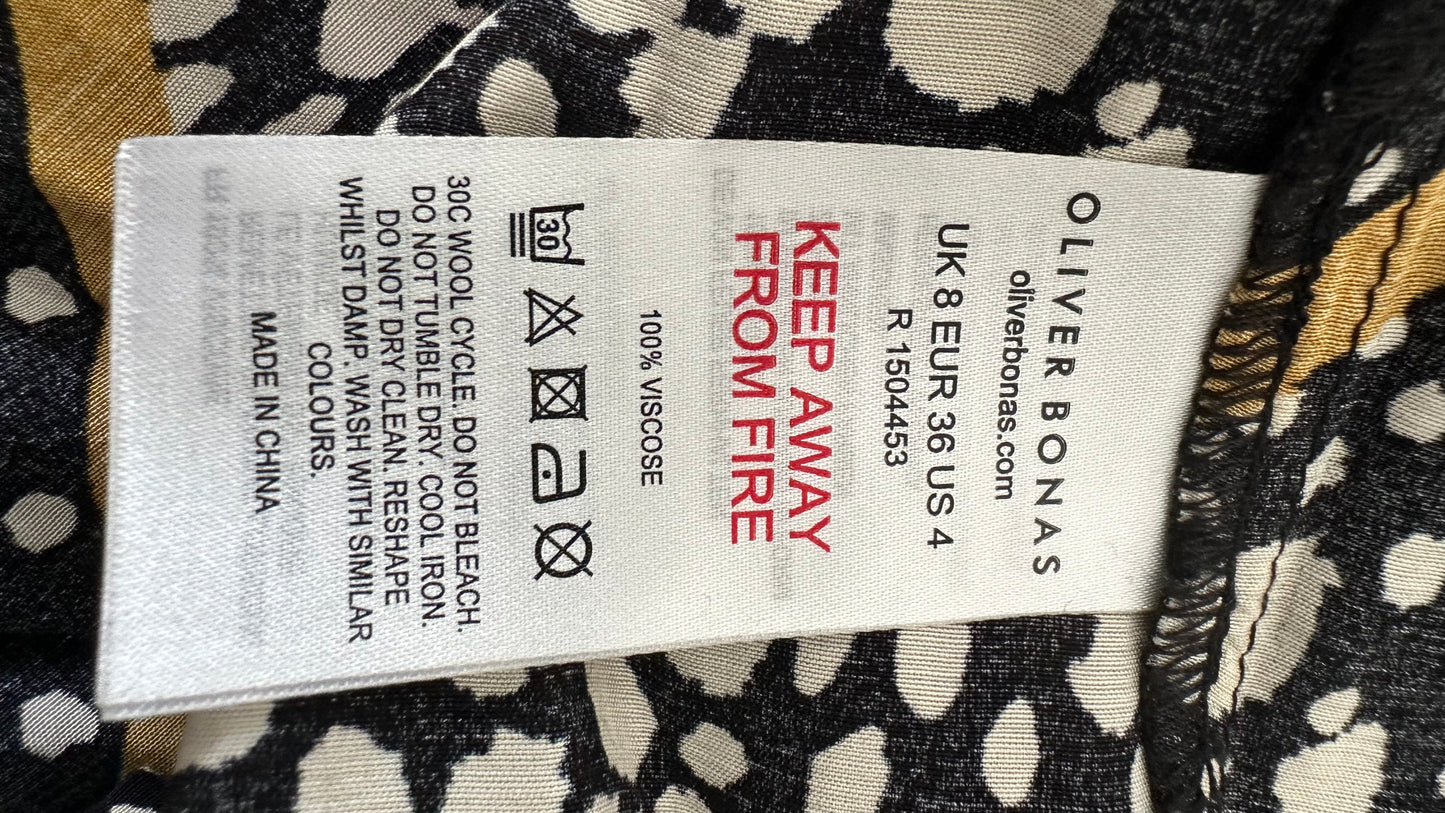 OLIVER BONAS
oliverbonas.com
UK 8 EUR 36 US 4
R 1504453
KEEP AWAY
FROM FIRE
100% VISCOSE
30
30C WOOL CYCLE. DO NOT BLEACH.
DO NOT TUMBLE DRY. COOL IRON.
DO NOT DRY CLEAN. RESHAPE
WHILST DAMP. WASH WITH SIMILAR
COLOURS.
MADE IN CHINA